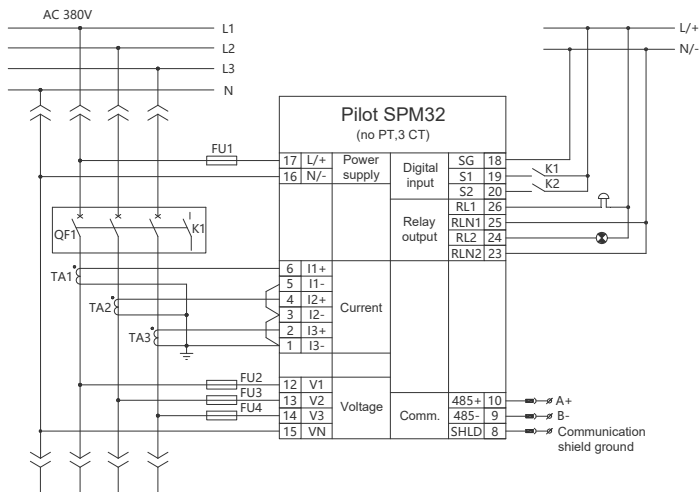 AC 380V
L1
L2
L3
N
L/+
N/-
Pilot SPM32
(no PT,3 CT)
FU1
17 L/+ Power supply
16 N/-
Digital input
SG 18
S1 19 K1
S2 20 K2
Relay output
RL1 26
RLN1 25
RL2 24
RLN2 23
QF1
K1
TA1
TA2
TA3
6 I1+
5 I1-
4 I2+
3 I2-
2 I3+
1 I3-
Current
FU2
FU3
FU4
12 V1
13 V2
14 V3
15 VN
Voltage
Comm.
485+ 10 A+
485- 9 B-
SHLD 8 Communication
shield ground